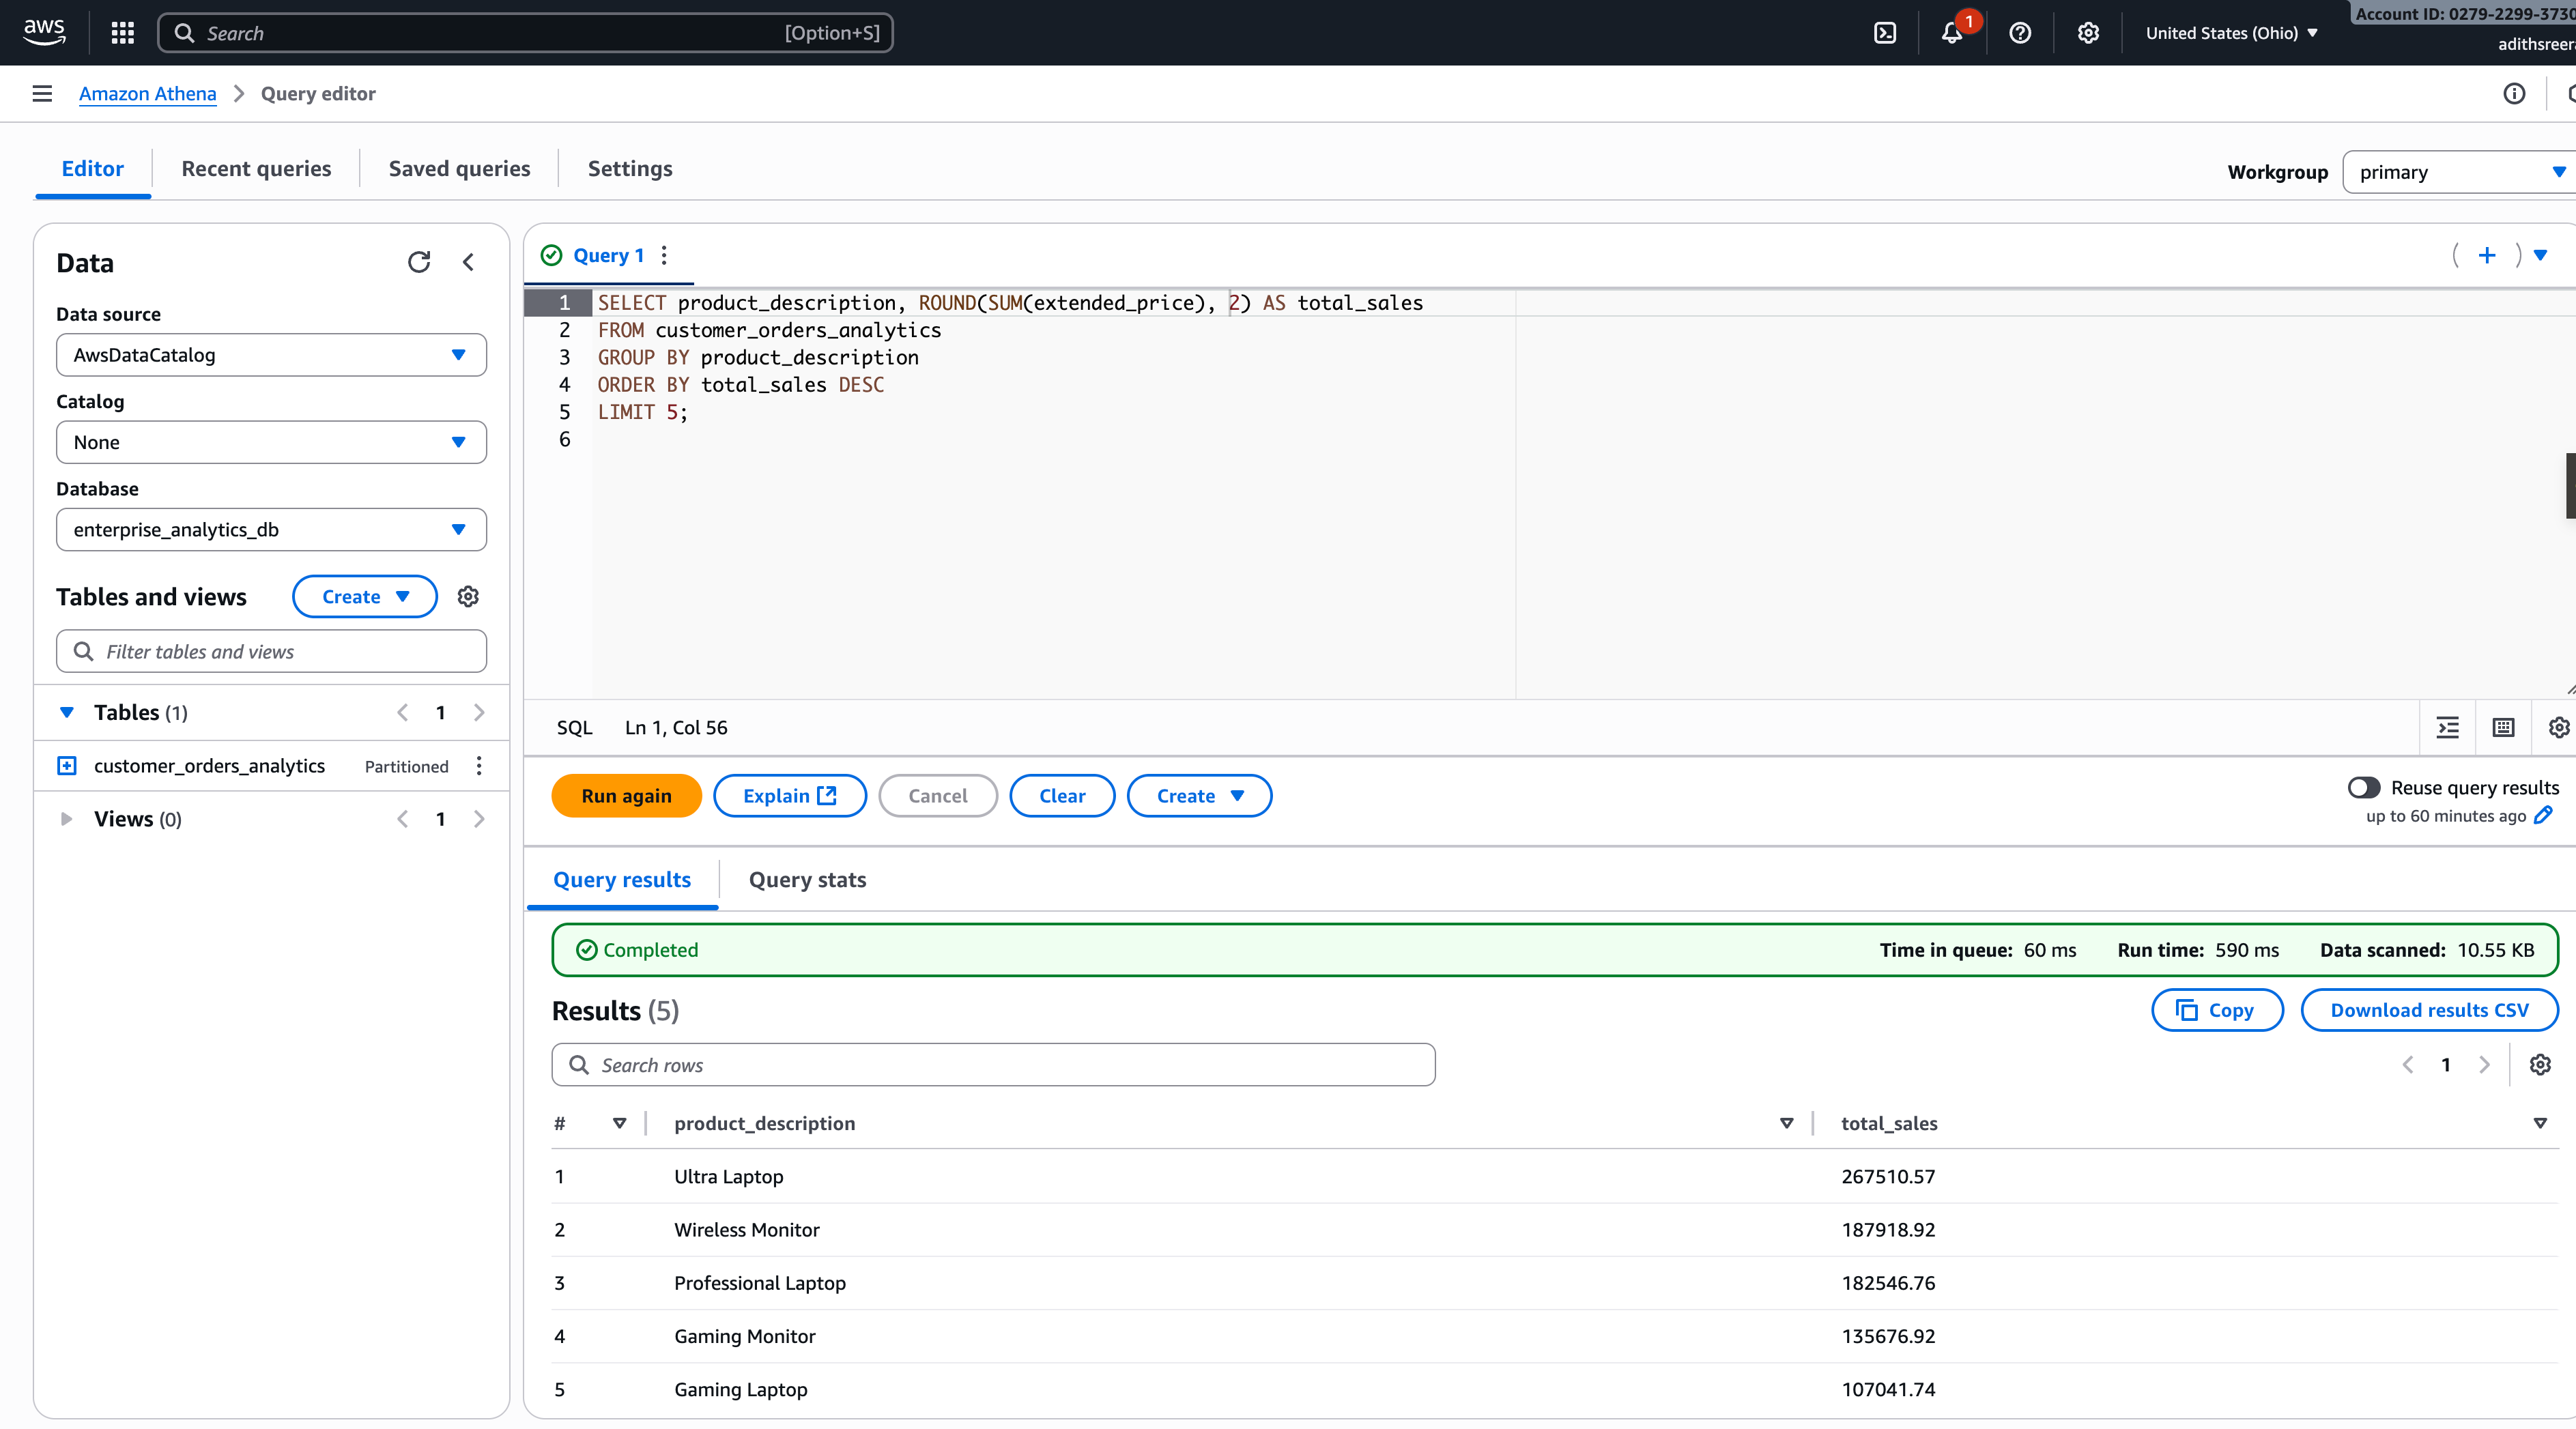 aws
Search [Option+S]
1
United States (Ohio)
Account ID: 0279-2299-3730
Amazon Athena
Query editor
Editor
Recent queries
Saved queries
Settings
Workgroup
primary
Data
Data source
AwsDataCatalog
Catalog
None
Database
enterprise_analytics_db
Tables and views
Create
Filter tables and views
Tables (1)
1
customer_orders_analytics
Partitioned
Views (0)
1
Query 1
1 SELECT product_description, ROUND(SUM(extended_price), 2) AS total_sales
2 FROM customer_orders_analytics
3 GROUP BY product_description
4 ORDER BY total_sales DESC
5 LIMIT 5;
6
SQL
Ln 1, Col 56
Run again
Explain
Cancel
Clear
Create
Reuse query results
up to 60 minutes ago
Query results
Query stats
Completed
Time in queue: 60 ms
Run time: 590 ms
Data scanned: 10.55 KB
Results (5)
Copy
Download results CSV
Search rows
1
# product_description total_sales
1 Ultra Laptop 267510.57
2 Wireless Monitor 187918.92
3 Professional Laptop 182546.76
4 Gaming Monitor 135676.92
5 Gaming Laptop 107041.74